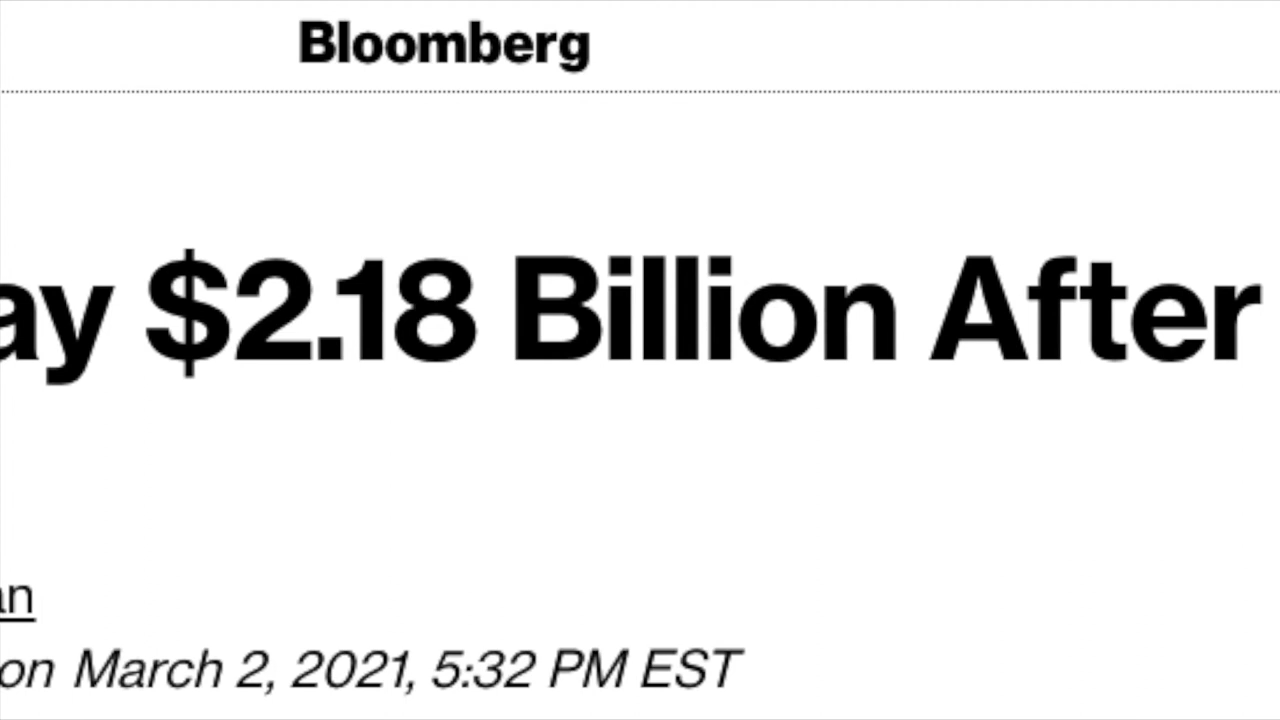 Bloomberg
ay $2.18 Billion After
an
on March 2, 2021, 5:32 PM EST